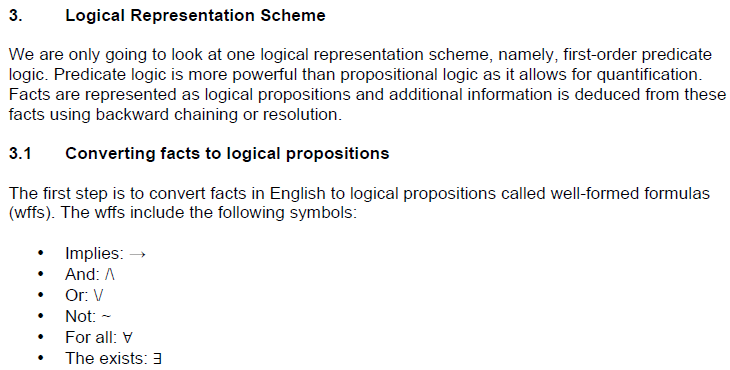 3. Logical Representation Scheme
We are only going to look at one logical representation scheme, namely, first-order predicate
logic. Predicate logic is more powerful than propositional logic as it allows for quantification.
Facts are represented as logical propositions and additional information is deduced from these
facts using backward chaining or resolution.
3.1 Converting facts to logical propositions
The first step is to convert facts in English to logical propositions called well-formed formulas
(wffs). The wffs include the following symbols:
• Implies: →
• And: /\
• Or: \/
• Not: ~
• For all: ∀
• The exists: ∃